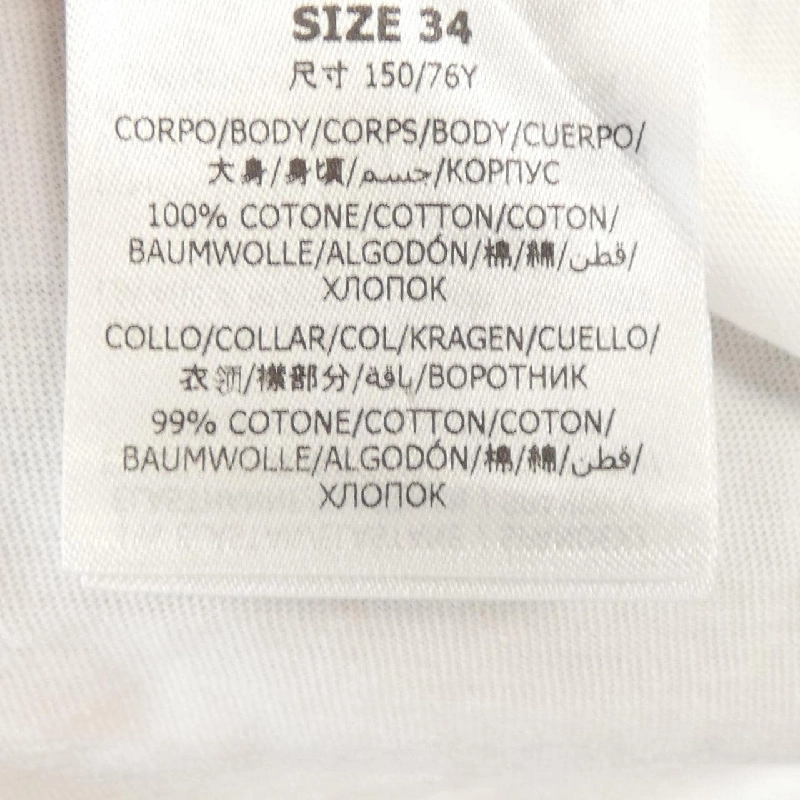 SIZE 34
尺寸 150/76Y
CORPO/BODY/CORPS/BODY/CUERPO/
大身/身頃/جسم/КОРПУС
100% COTONE/COTTON/COTON/
BAUMWOLLE/ALGODÓN/棉/綿/قطن/
ХЛОПОК
COLLO/COLLAR/COL/KRAGEN/CUELLO/
衣领/襟部分/ياقة/ВОРОТНИК
99% COTONE/COTTON/COTON/
BAUMWOLLE/ALGODÓN/棉/綿/قطن/
ХЛОПОК